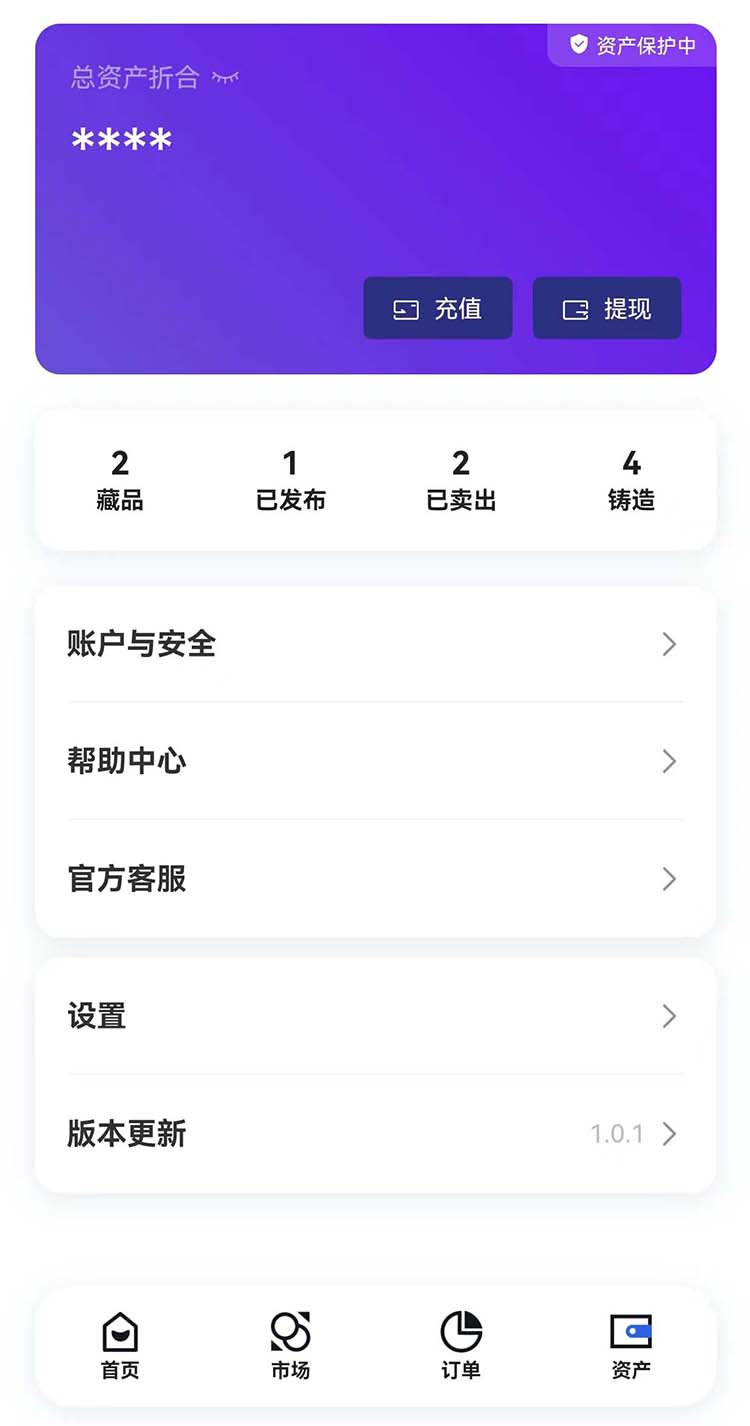 资产保护中
总资产折合
****
充值 提现
2 1 2 4
藏品 已发布 已卖出 铸造
账户与安全
帮助中心
官方客服
设置
版本更新 1.0.1
首页 市场 订单 资产